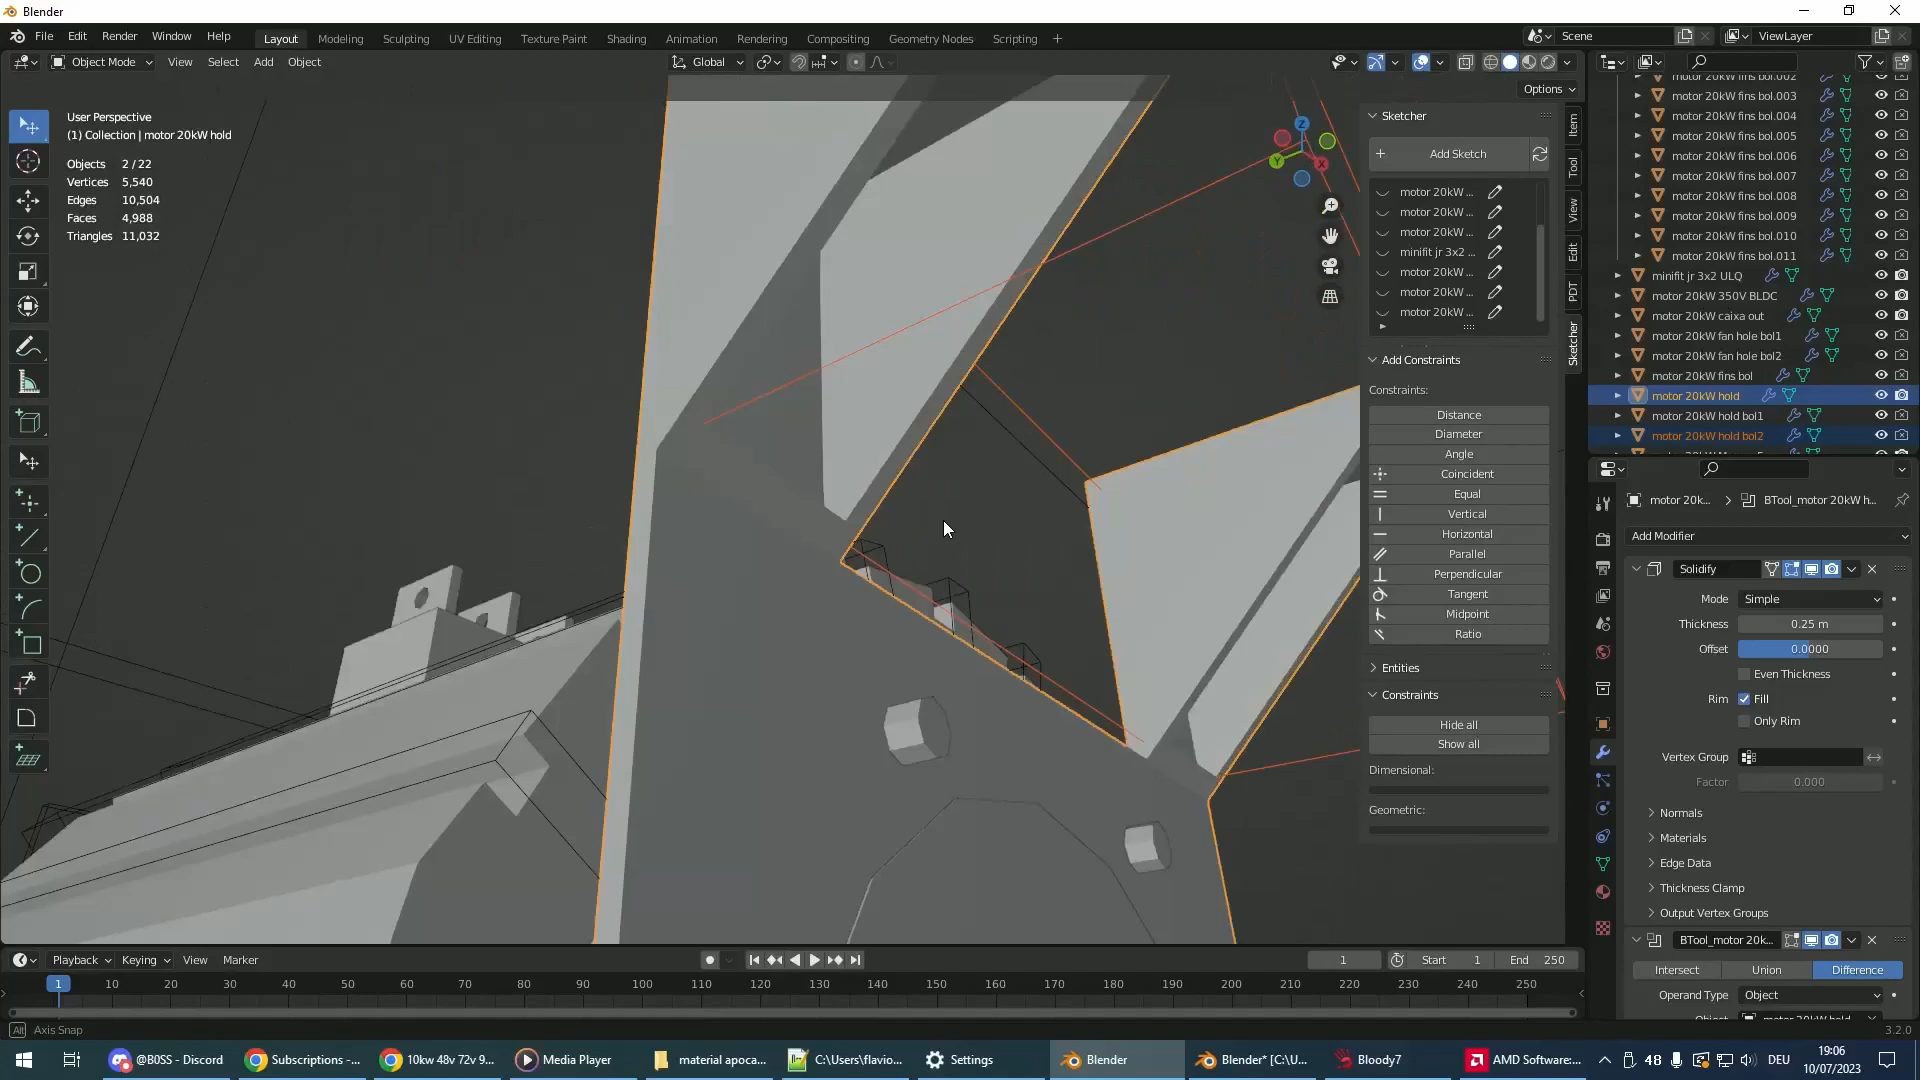 Blender
File Edit Render Window Help
Layout Modeling Sculpting UV Editing Texture Paint Shading Animation Rendering Compositing Geometry Nodes Scripting +
Scene
ViewLayer
Object Mode View Select Add Object
Global
Options
User Perspective
(1) Collection | motor 20kW hold
Objects 2 / 22
Vertices 5,540
Edges 10,504
Faces 4,988
Triangles 11,032
Z
Y
X
Sketcher
Add Sketch
motor 20kW ...
motor 20kW ...
motor 20kW ...
minifit jr 3x2 ...
motor 20kW ...
motor 20kW ...
motor 20kW ...
Add Constraints
Constraints:
Distance
Diameter
Angle
Coincident
Equal
Vertical
Horizontal
Parallel
Perpendicular
Tangent
Midpoint
Ratio
Entities
Constraints
Hide all
Show all
Dimensional:
Geometric:
Item
Tool
View
Edit
PDT
Sketcher
motor 20kW fins bol.002
motor 20kW fins bol.003
motor 20kW fins bol.004
motor 20kW fins bol.005
motor 20kW fins bol.006
motor 20kW fins bol.007
motor 20kW fins bol.008
motor 20kW fins bol.009
motor 20kW fins bol.010
motor 20kW fins bol.011
minifit jr 3x2 ULQ
motor 20kW 350V BLDC
motor 20kW caixa out
motor 20kW fan hole bol1
motor 20kW fan hole bol2
motor 20kW fins bol
motor 20kW hold
motor 20kW hold bol1
motor 20kW hold bol2
motor 20k... > BTool_motor 20kW h...
Add Modifier
Solidify
Mode Simple
Thickness 0.25 m
Offset 0.0000
Even Thickness
Rim Fill
Only Rim
Vertex Group
Factor 0.000
Normals
Materials
Edge Data
Thickness Clamp
Output Vertex Groups
BTool_motor 20k...
Intersect Union Difference
Operand Type Object
Playback Keying View Marker
1 Start 1 End 250
1 10 20 30 40 50 60 70 80 90 100 110 120 130 140 150 160 170 180 190 200 210 220 230 240 250
Alt Axis Snap
3.2.0
@B0SS - Discord
Subscriptions -...
10kw 48v 72v 9...
Media Player
material apoca...
C:\Users\flavio...
Settings
Blender
Blender* [C:\U...
Bloody7
AMD Software:...
48
DEU
19:06
10/07/2023